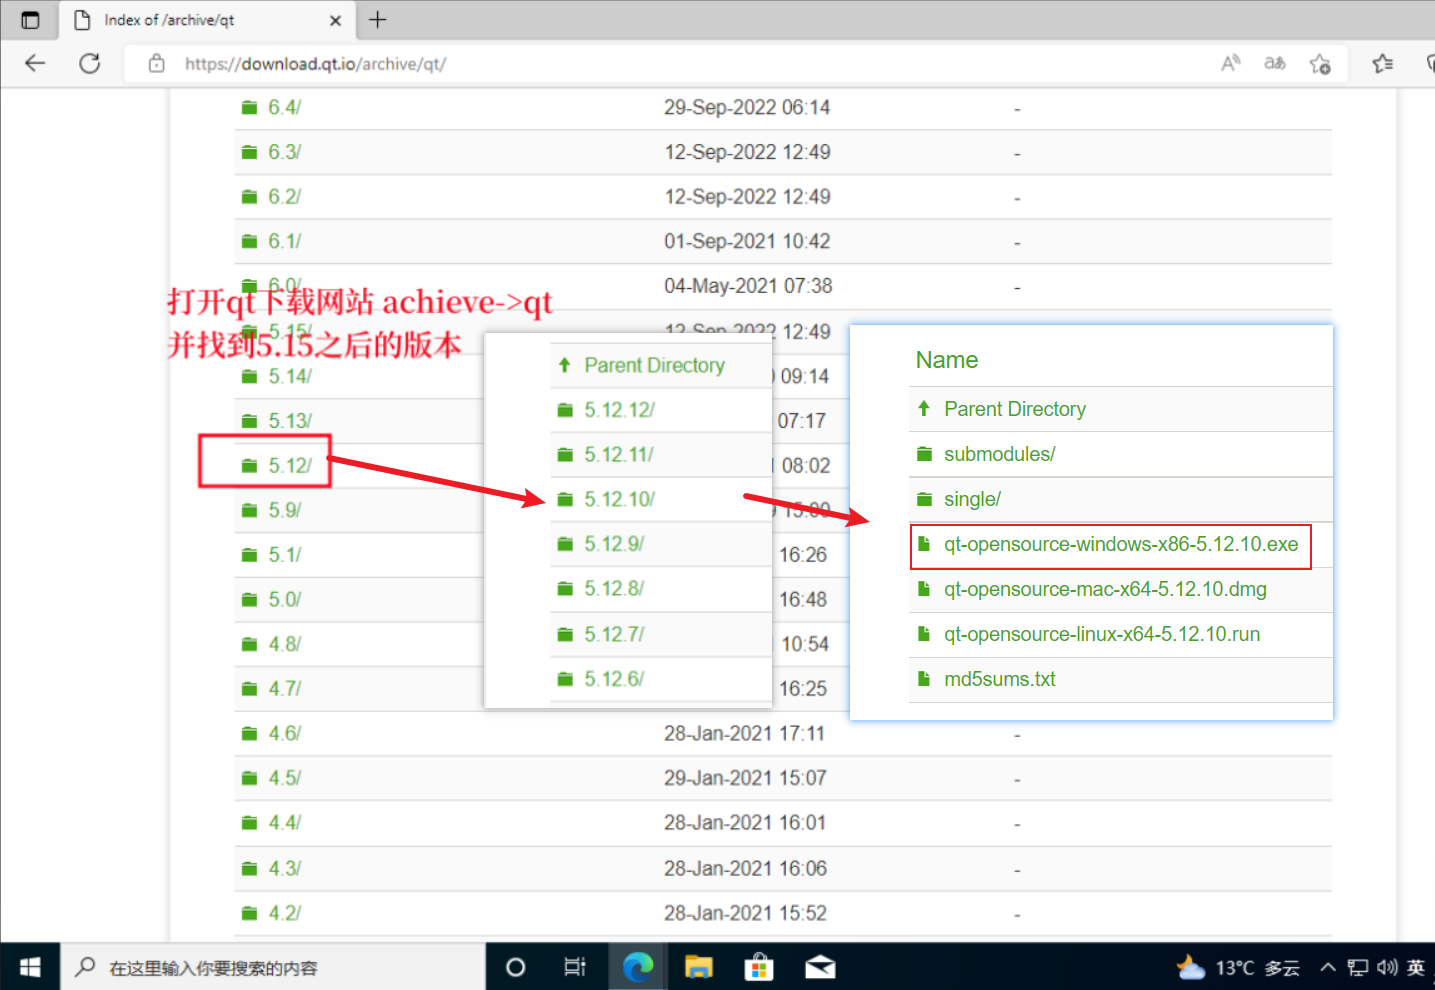 Index of /archive/qt
https://download.qt.io/archive/qt/
6.4/ 29-Sep-2022 06:14 -
6.3/ 12-Sep-2022 12:49 -
6.2/ 12-Sep-2022 12:49 -
6.1/ 01-Sep-2021 10:42 -
6.0/ 04-May-2021 07:38 -
打开qt下载网站 achieve->qt
5.15/ 12-Sep-2022 12:49
并找到5.15之后的版本
5.14/ 09:14
5.13/ 07:17
5.12/ 08:02
5.9/ 15:00
5.1/ 16:26
5.0/ 16:48
4.8/ 10:54
4.7/ 16:25
4.6/ 28-Jan-2021 17:11 -
4.5/ 29-Jan-2021 15:07 -
4.4/ 28-Jan-2021 16:01 -
4.3/ 28-Jan-2021 16:06 -
4.2/ 28-Jan-2021 15:52 -
Parent Directory
5.12.12/
5.12.11/
5.12.10/
5.12.9/
5.12.8/
5.12.7/
5.12.6/
Name
Parent Directory
submodules/
single/
qt-opensource-windows-x86-5.12.10.exe
qt-opensource-mac-x64-5.12.10.dmg
qt-opensource-linux-x64-5.12.10.run
md5sums.txt
在这里输入你要搜索的内容
13°C 多云
英